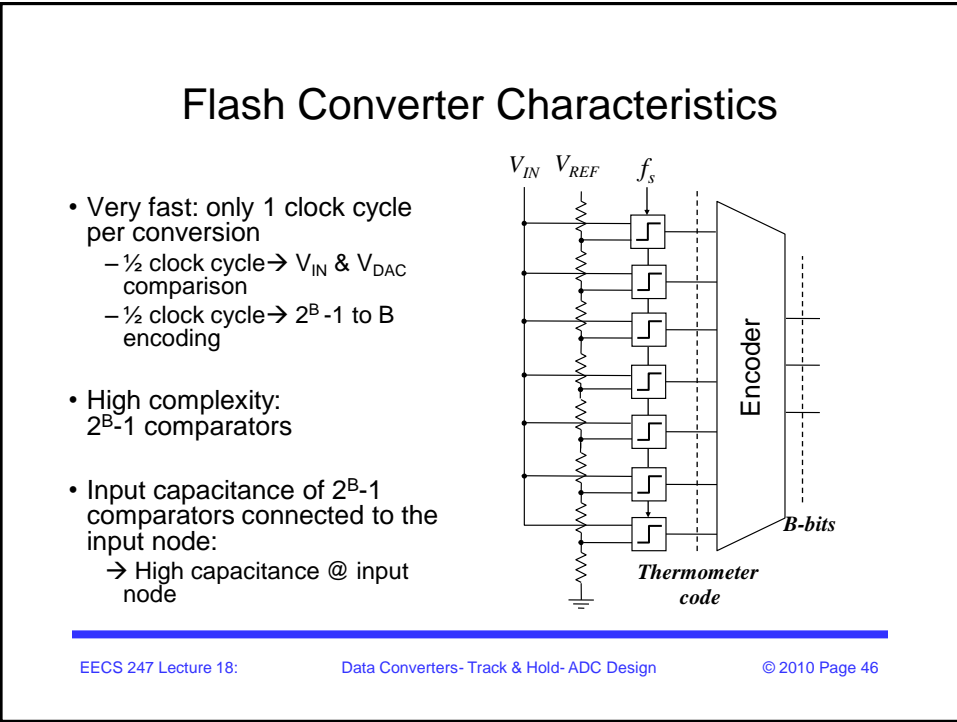 Flash Converter Characteristics
• Very fast: only 1 clock cycle
per conversion
– ½ clock cycle→ V_IN & V_DAC
comparison
– ½ clock cycle→ 2^B -1 to B
encoding
• High complexity:
2^B-1 comparators
• Input capacitance of 2^B-1
comparators connected to the
input node:
→ High capacitance @ input
node
V_IN V_REF f_s
Encoder
B-bits
Thermometer
code
EECS 247 Lecture 18: Data Converters- Track & Hold- ADC Design © 2010 Page 46